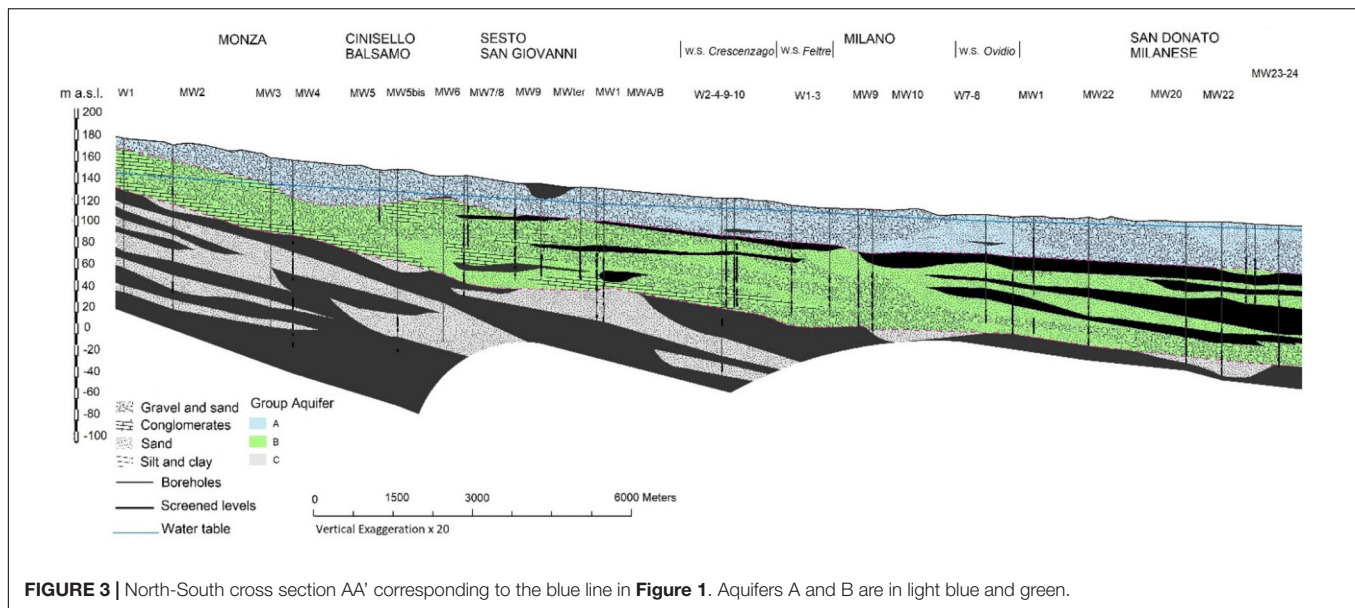 MONZA
CINISELLO
BALSAMO
SESTO
SAN GIOVANNI
W.S. Crescenzago
W.S. Feltre
MILANO
W.S. Ovidio
SAN DONATO
MILANESE
m a.s.l. W1 MW2 MW3 MW4 MW5 MW5bis MW6 MW7/8 MW9 MWter MW1 MWA/B W2-4-9-10 W1-3 MW9 MW10 W7-8 MW1 MW22 MW20 MW22 MW23-24
200
180
160
140
120
100
80
60
40
20
0
-20
-40
-60
-80
-100
Gravel and sand
Conglomerates
Sand
Silt and clay
Boreholes
Screened levels
Water table
Group Aquifer
A
B
C
0 1500 3000 6000 Meters
Vertical Exaggeration x 20
FIGURE 3 | North-South cross section AA' corresponding to the blue line in Figure 1. Aquifers A and B are in light blue and green.